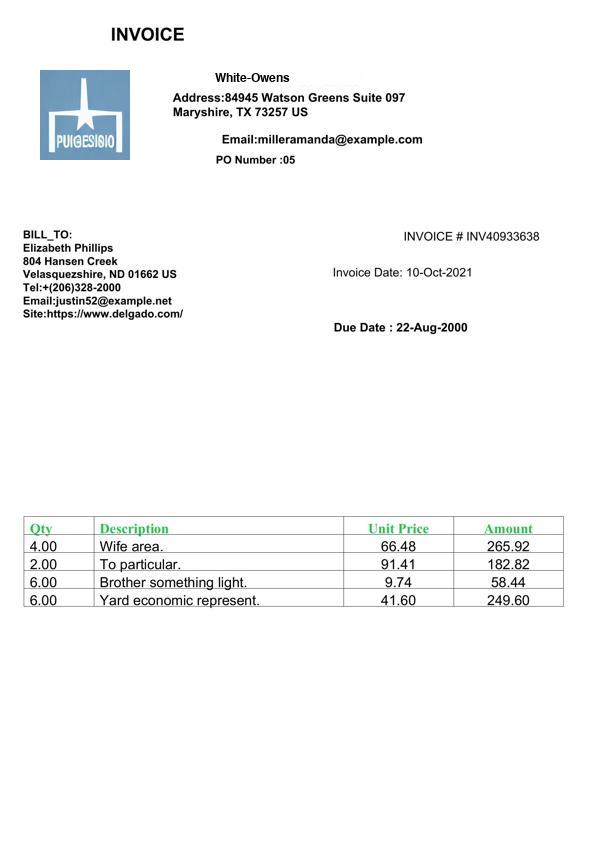 INVOICE
White-Owens
Address:84945 Watson Greens Suite 097
Maryshire, TX 73257 US
PUIGESISIO
Email:milleramanda@example.com
PO Number :05
BILL_TO:
Elizabeth Phillips
804 Hansen Creek
Velasquezshire, ND 01662 US
Tel:+(206)328-2000
Email:justin52@example.net
Site:https://www.delgado.com/
INVOICE # INV40933638
Invoice Date: 10-Oct-2021
Due Date : 22-Aug-2000
Qty Description Unit Price Amount
4.00 Wife area. 66.48 265.92
2.00 To particular. 91.41 182.82
6.00 Brother something light. 9.74 58.44
6.00 Yard economic represent. 41.60 249.60